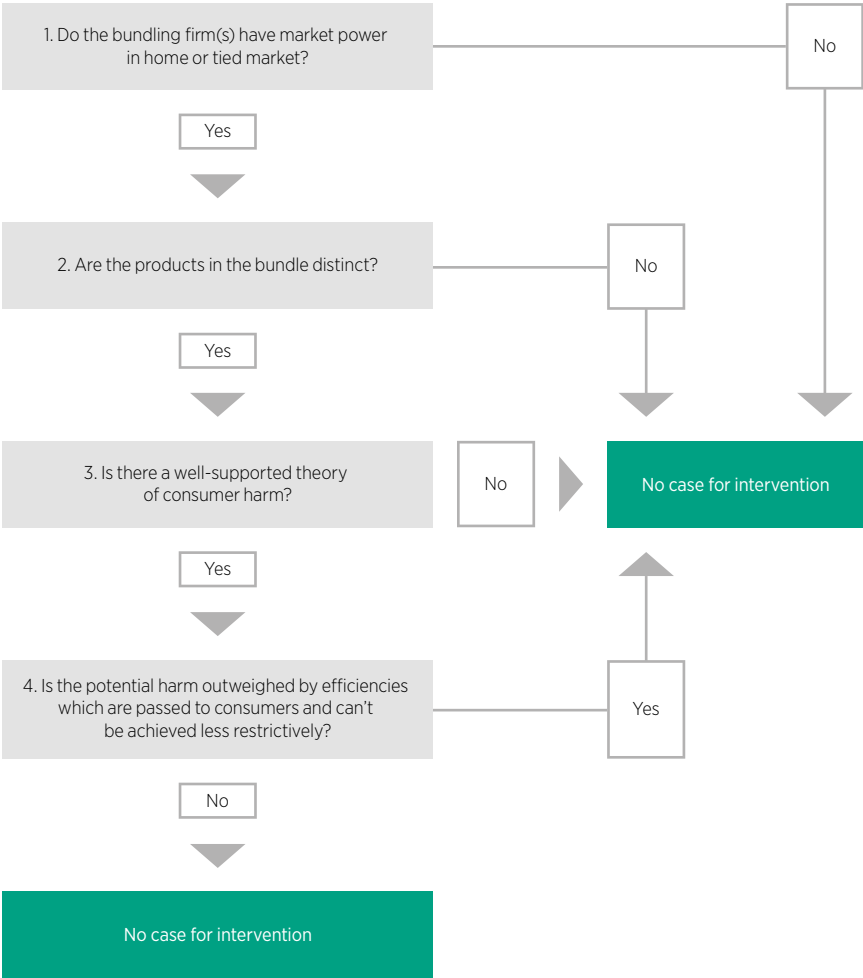 1. Do the bundling firm(s) have market power
in home or tied market?
No
Yes
2. Are the products in the bundle distinct?
No
Yes
3. Is there a well-supported theory
of consumer harm?
No
No case for intervention
Yes
4. Is the potential harm outweighed by efficiencies
which are passed to consumers and can't
be achieved less restrictively?
Yes
No
No case for intervention